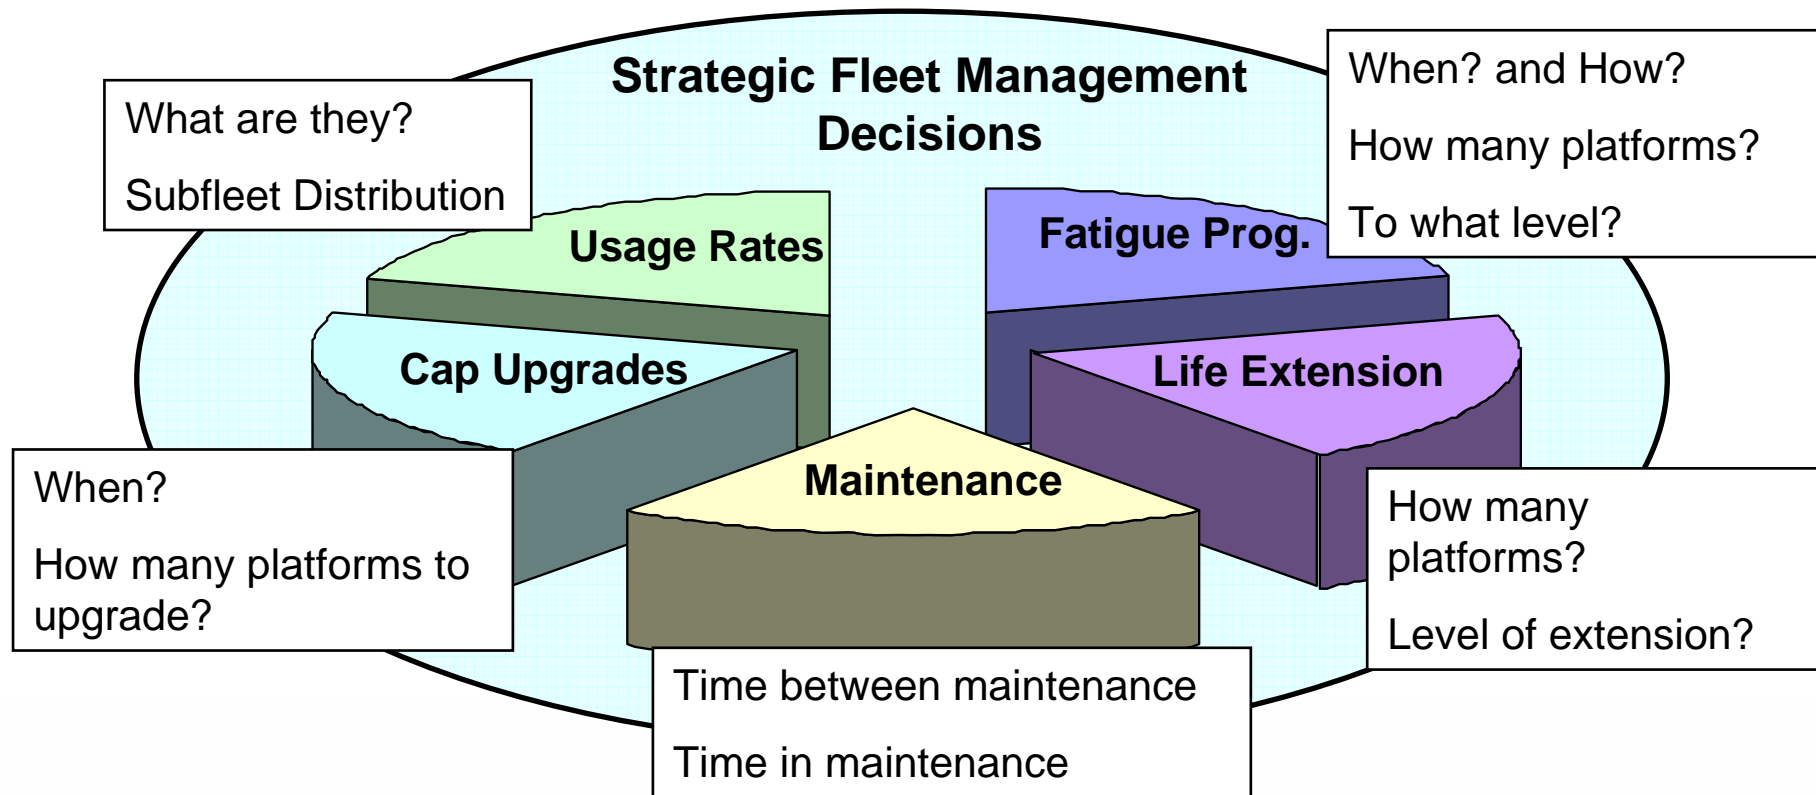 Strategic Fleet Management
Decisions
What are they?
Subfleet Distribution
Usage Rates
When? and How?
How many platforms?
To what level?
Fatigue Prog.
Cap Upgrades
When?
How many platforms to
upgrade?
Life Extension
How many
platforms?
Level of extension?
Maintenance
Time between maintenance
Time in maintenance